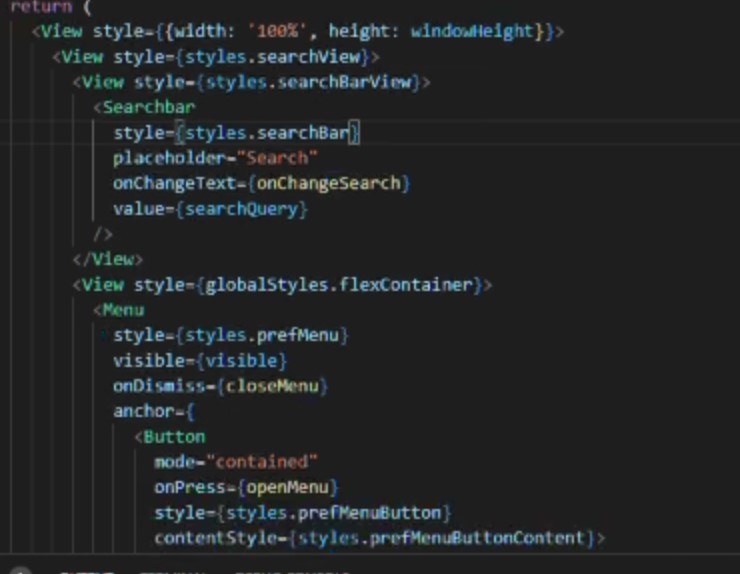 return (
<View style={{width: '100%', height: windowHeight}}>
<View style={styles.searchView}>
<View style={styles.searchBarView}>
<Searchbar
style={styles.searchBar}
placeholder="Search"
onChangeText={onChangeSearch}
value={searchQuery}
/>
</View>
<View style={globalStyles.flexContainer}>
<Menu
style={styles.prefMenu}
visible={visible}
onDismiss={closeMenu}
anchor={
<Button
mode="contained"
onPress={openMenu}
style={styles.prefMenuButton}
contentStyle={styles.prefMenuButtonContent}>